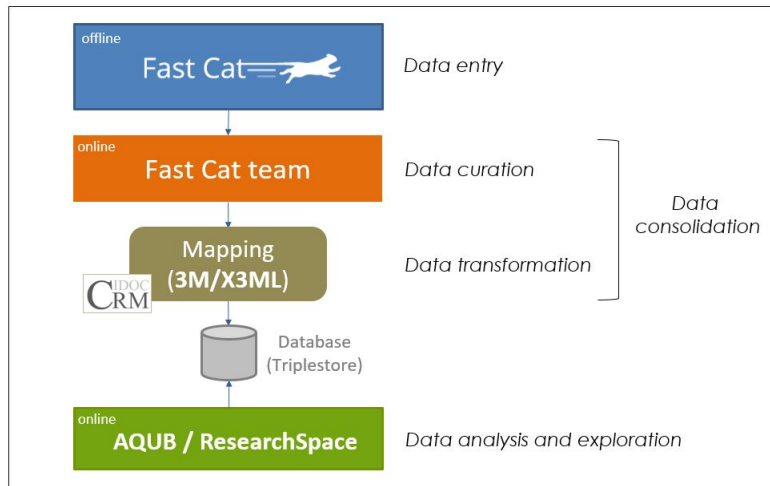 offline
Fast Cat
Data entry
online
Fast Cat team
Data curation
Data
consolidation
Mapping
(3M/X3ML)
Data transformation
CIDOC
CRM
Database
(Triplestore)
online
AQUB / ResearchSpace
Data analysis and exploration